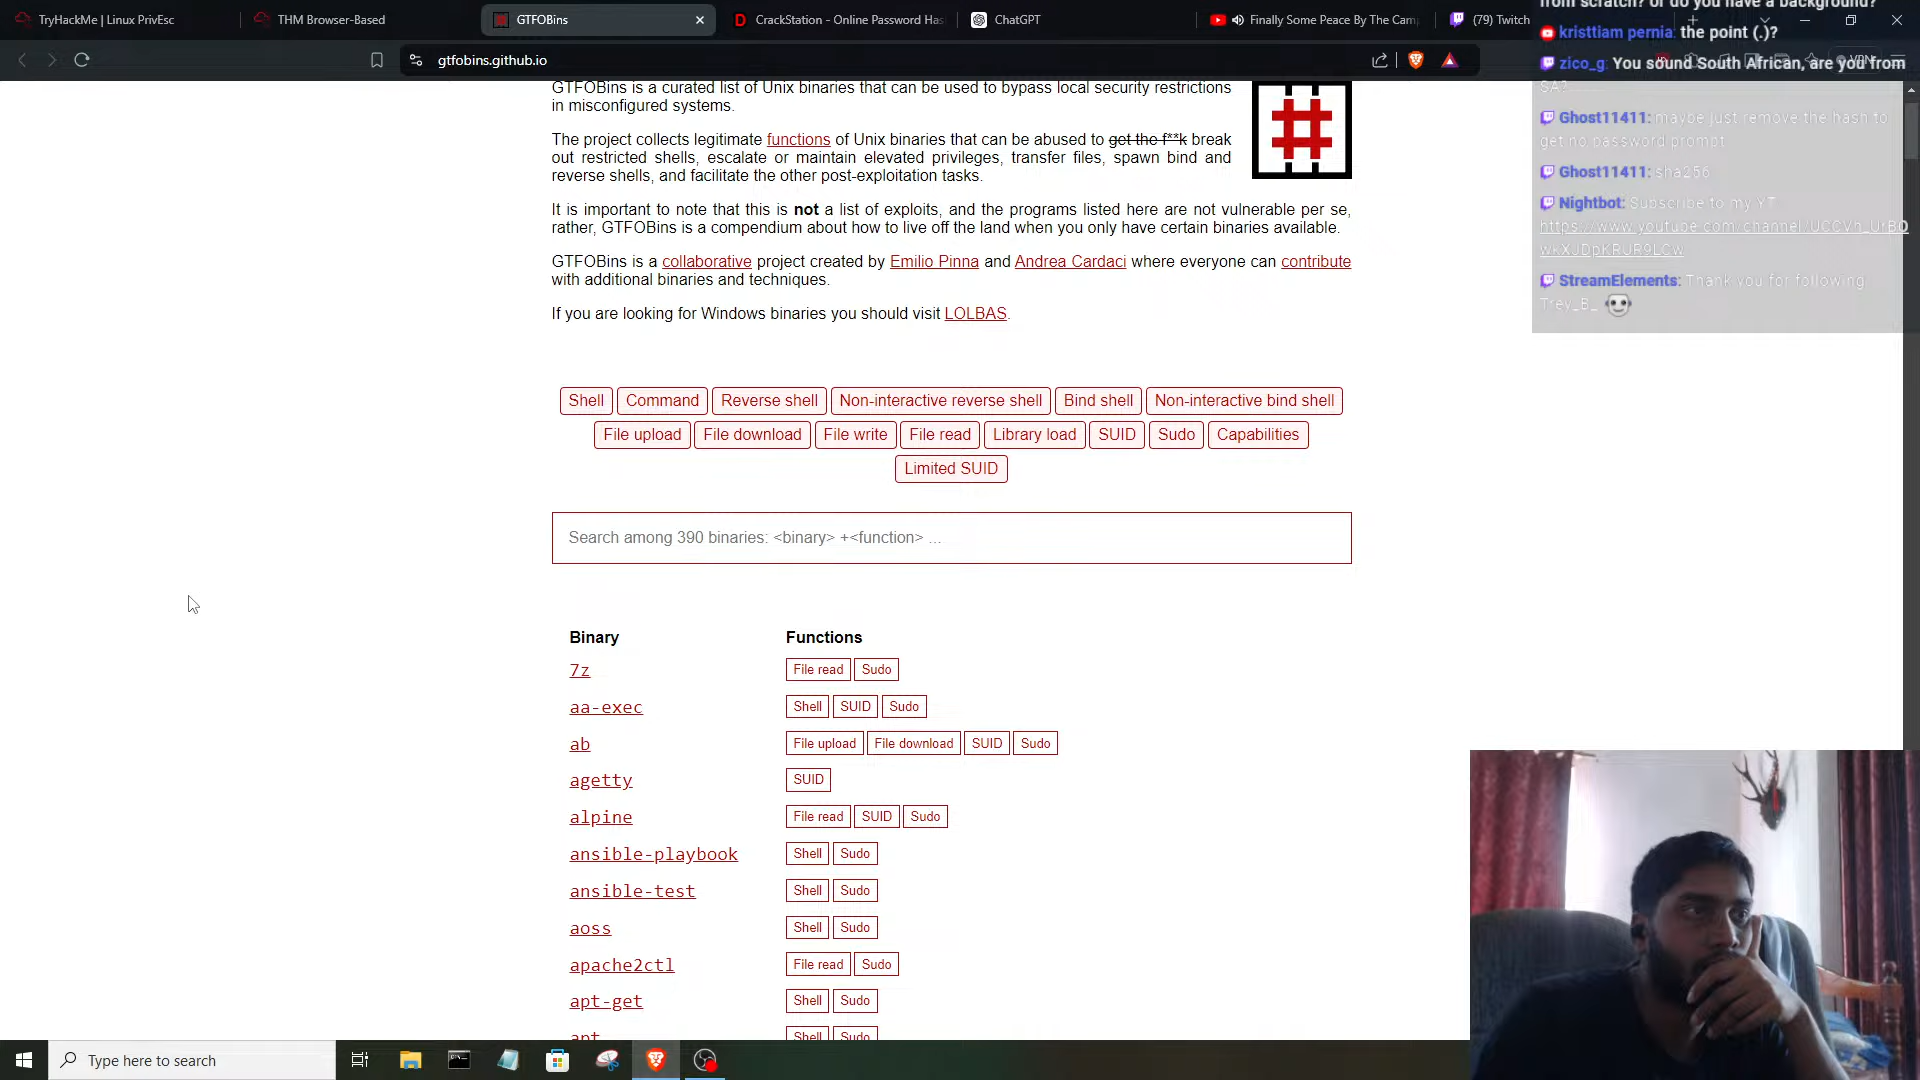 TryHackMe | Linux PrivEsc
THM Browser-Based
GTFOBins
CrackStation - Online Password Has
ChatGPT
Finally Some Peace By The Cam
(79) Twitch
gtfobins.github.io
VPN
GTFOBins is a curated list of Unix binaries that can be used to bypass local security restrictions
in misconfigured systems.
The project collects legitimate functions of Unix binaries that can be abused to get the f**k break
out restricted shells, escalate or maintain elevated privileges, transfer files, spawn bind and
reverse shells, and facilitate the other post-exploitation tasks.
It is important to note that this is not a list of exploits, and the programs listed here are not vulnerable per se,
rather, GTFOBins is a compendium about how to live off the land when you only have certain binaries available.
GTFOBins is a collaborative project created by Emilio Pinna and Andrea Cardaci where everyone can contribute
with additional binaries and techniques.
If you are looking for Windows binaries you should visit LOLBAS.
Shell Command Reverse shell Non-interactive reverse shell Bind shell Non-interactive bind shell
File upload File download File write File read Library load SUID Sudo Capabilities
Limited SUID
Search among 390 binaries: <binary> +<function> ...
Binary Functions
7z File read Sudo
aa-exec Shell SUID Sudo
ab File upload File download SUID Sudo
agetty SUID
alpine File read SUID Sudo
ansible-playbook Shell Sudo
ansible-test Shell Sudo
aoss Shell Sudo
apache2ctl File read Sudo
apt-get Shell Sudo
apt Shell Sudo
from scratch? or do you have a background?
kristtiam pernia: the point (.)?
zico_g: You sound South African, are you from
SA?
Ghost11411: maybe just remove the hash to
get no password prompt
Ghost11411: sha256
Nightbot: Subscribe to my YT
StreamElements: Thank you for following
Trey_B_
Type here to search